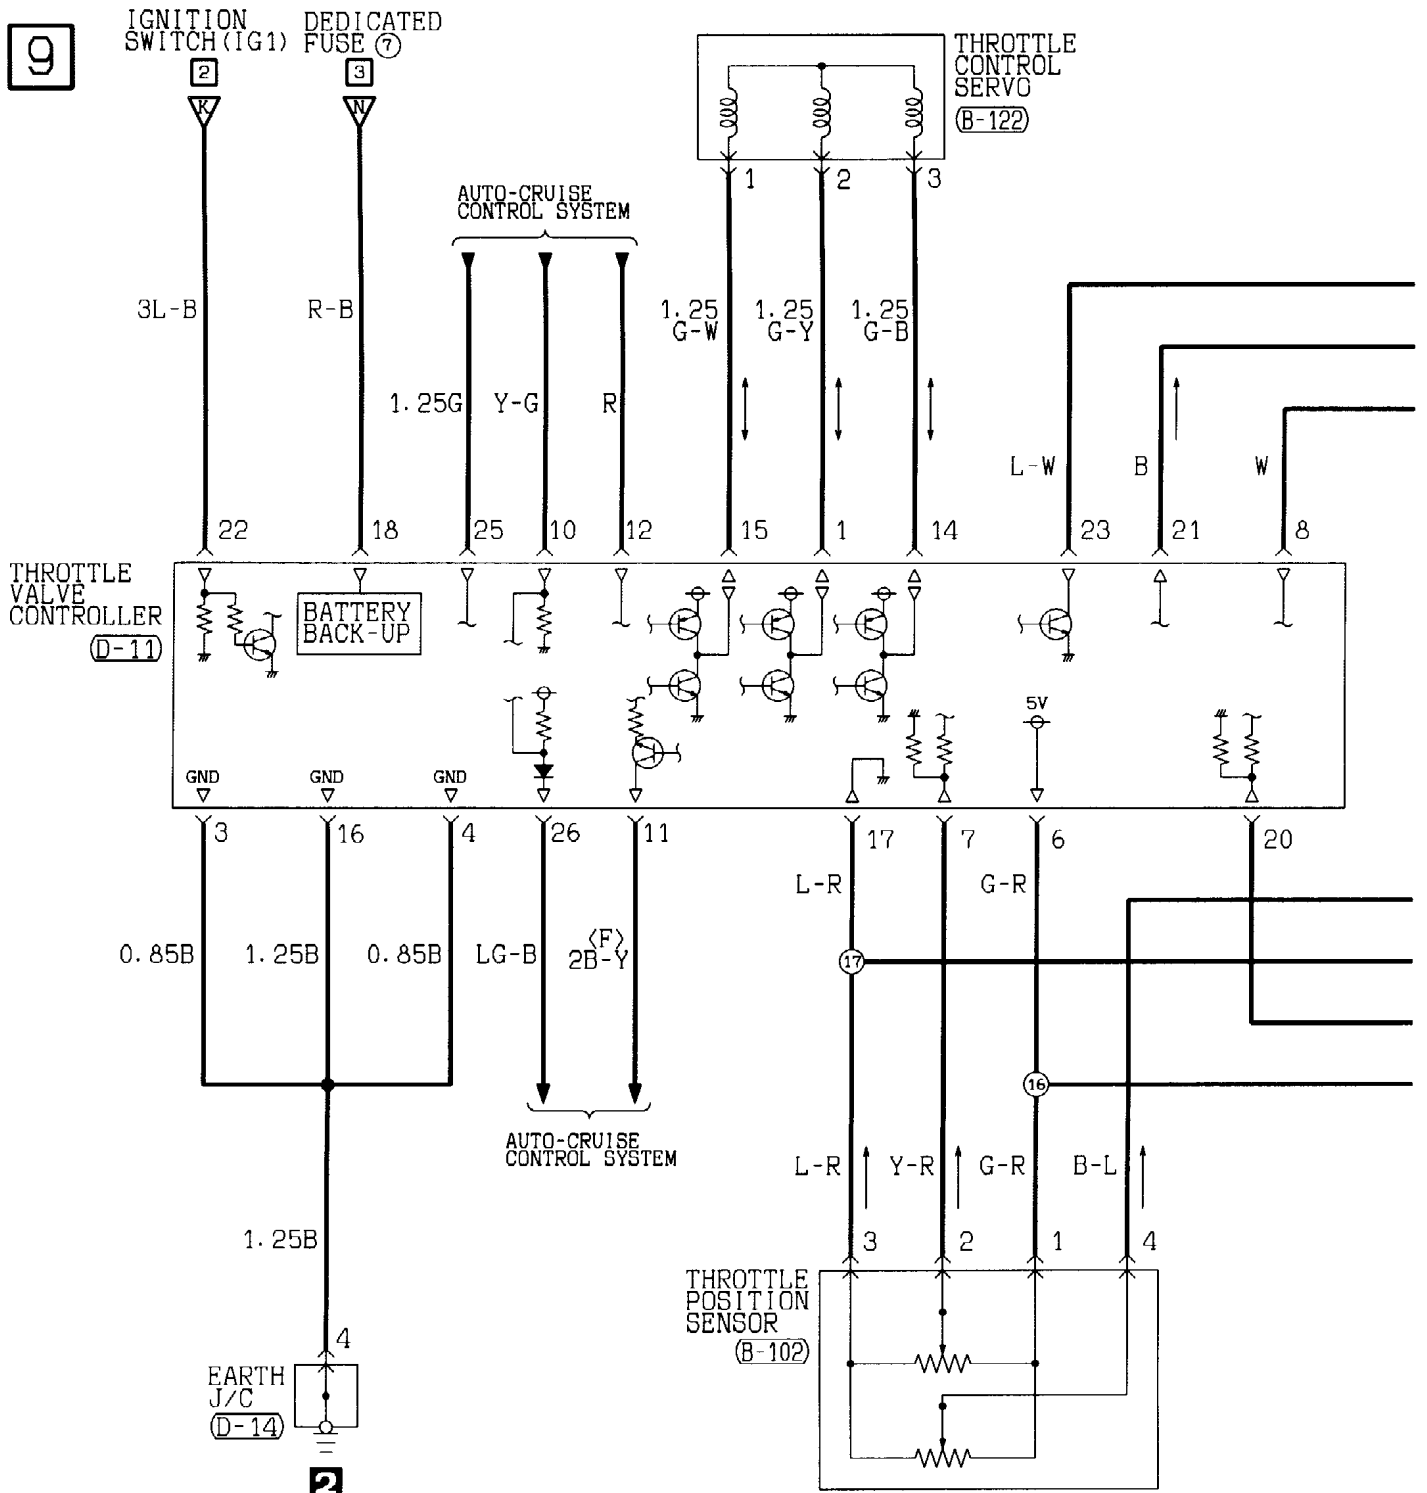 9
IGNITION
SWITCH(IG1)
DEDICATED
FUSE ⑦
2
3
K
N
THROTTLE
CONTROL
SERVO
(B-122)
1
2
3
AUTO-CRUISE
CONTROL SYSTEM
3L-B
R-B
1.25
G-W
1.25
G-Y
1.25
G-B
1.25G
Y-G
R
L-W
B
W
22
18
25
10
12
15
1
14
23
21
8
THROTTLE
VALVE
CONTROLLER
(D-11)
BATTERY
BACK-UP
5V
GND
GND
GND
3
16
4
26
11
17
7
6
20
L-R
G-R
0.85B
1.25B
0.85B
LG-B
⟨F⟩
2B-Y
17
16
AUTO-CRUISE
CONTROL SYSTEM
L-R
Y-R
G-R
B-L
1.25B
3
2
1
4
THROTTLE
POSITION
SENSOR
(B-102)
4
EARTH
J/C
(D-14)
2